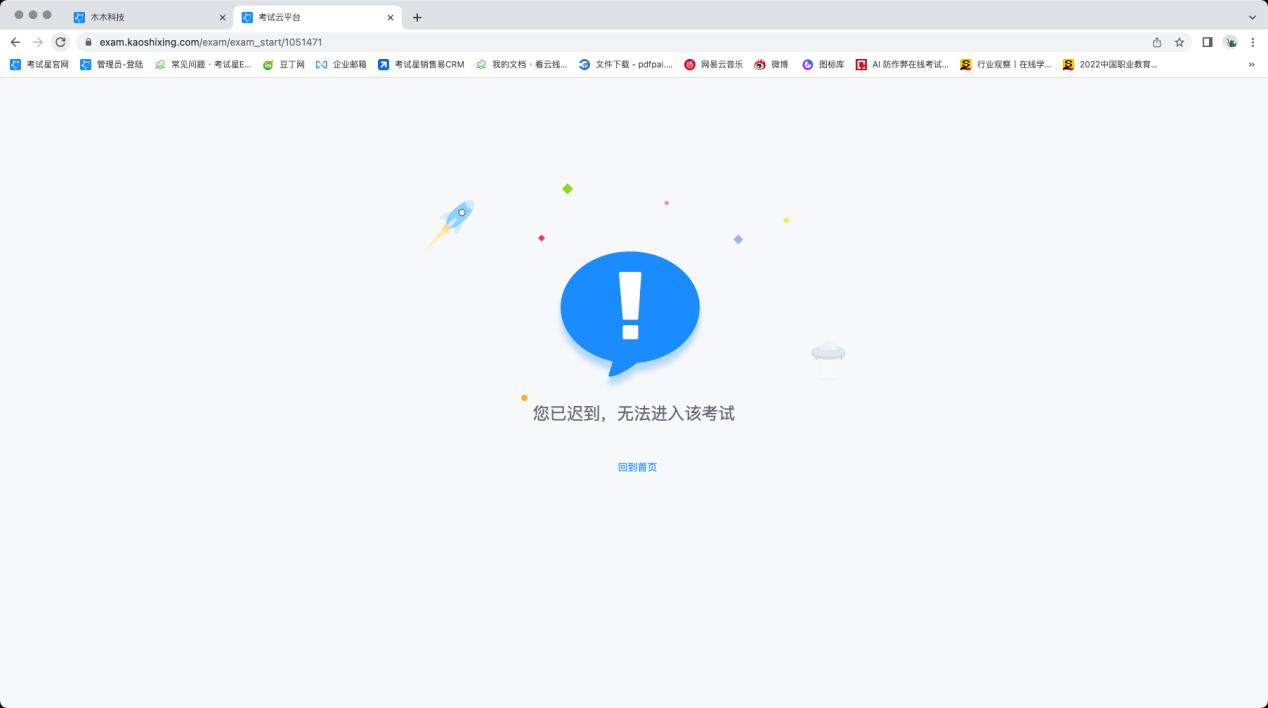 木木科技
考试云平台
exam.kaoshixing.com/exam/exam_start/1051471
考试星官网 管理员-登陆 常见问题 · 考试星E... 豆丁网 企业邮箱 考试星销售易CRM 我的文档 · 看云线... 文件下载 - pdfpai.... 网易云音乐 微博 图标库 AI 防作弊在线考试... 行业观察丨在线学... 2022中国职业教育...
您已迟到，无法进入该考试
回到首页